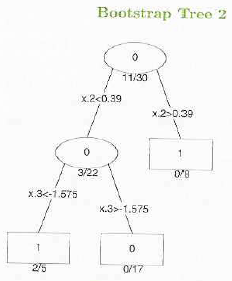 Bootstrap Tree 2
0
11/30
x.2<0.39
x.2>0.39
0
3/22
1
0/8
x.3<-1.575
x.3>-1.575
1
2/5
0
0/17